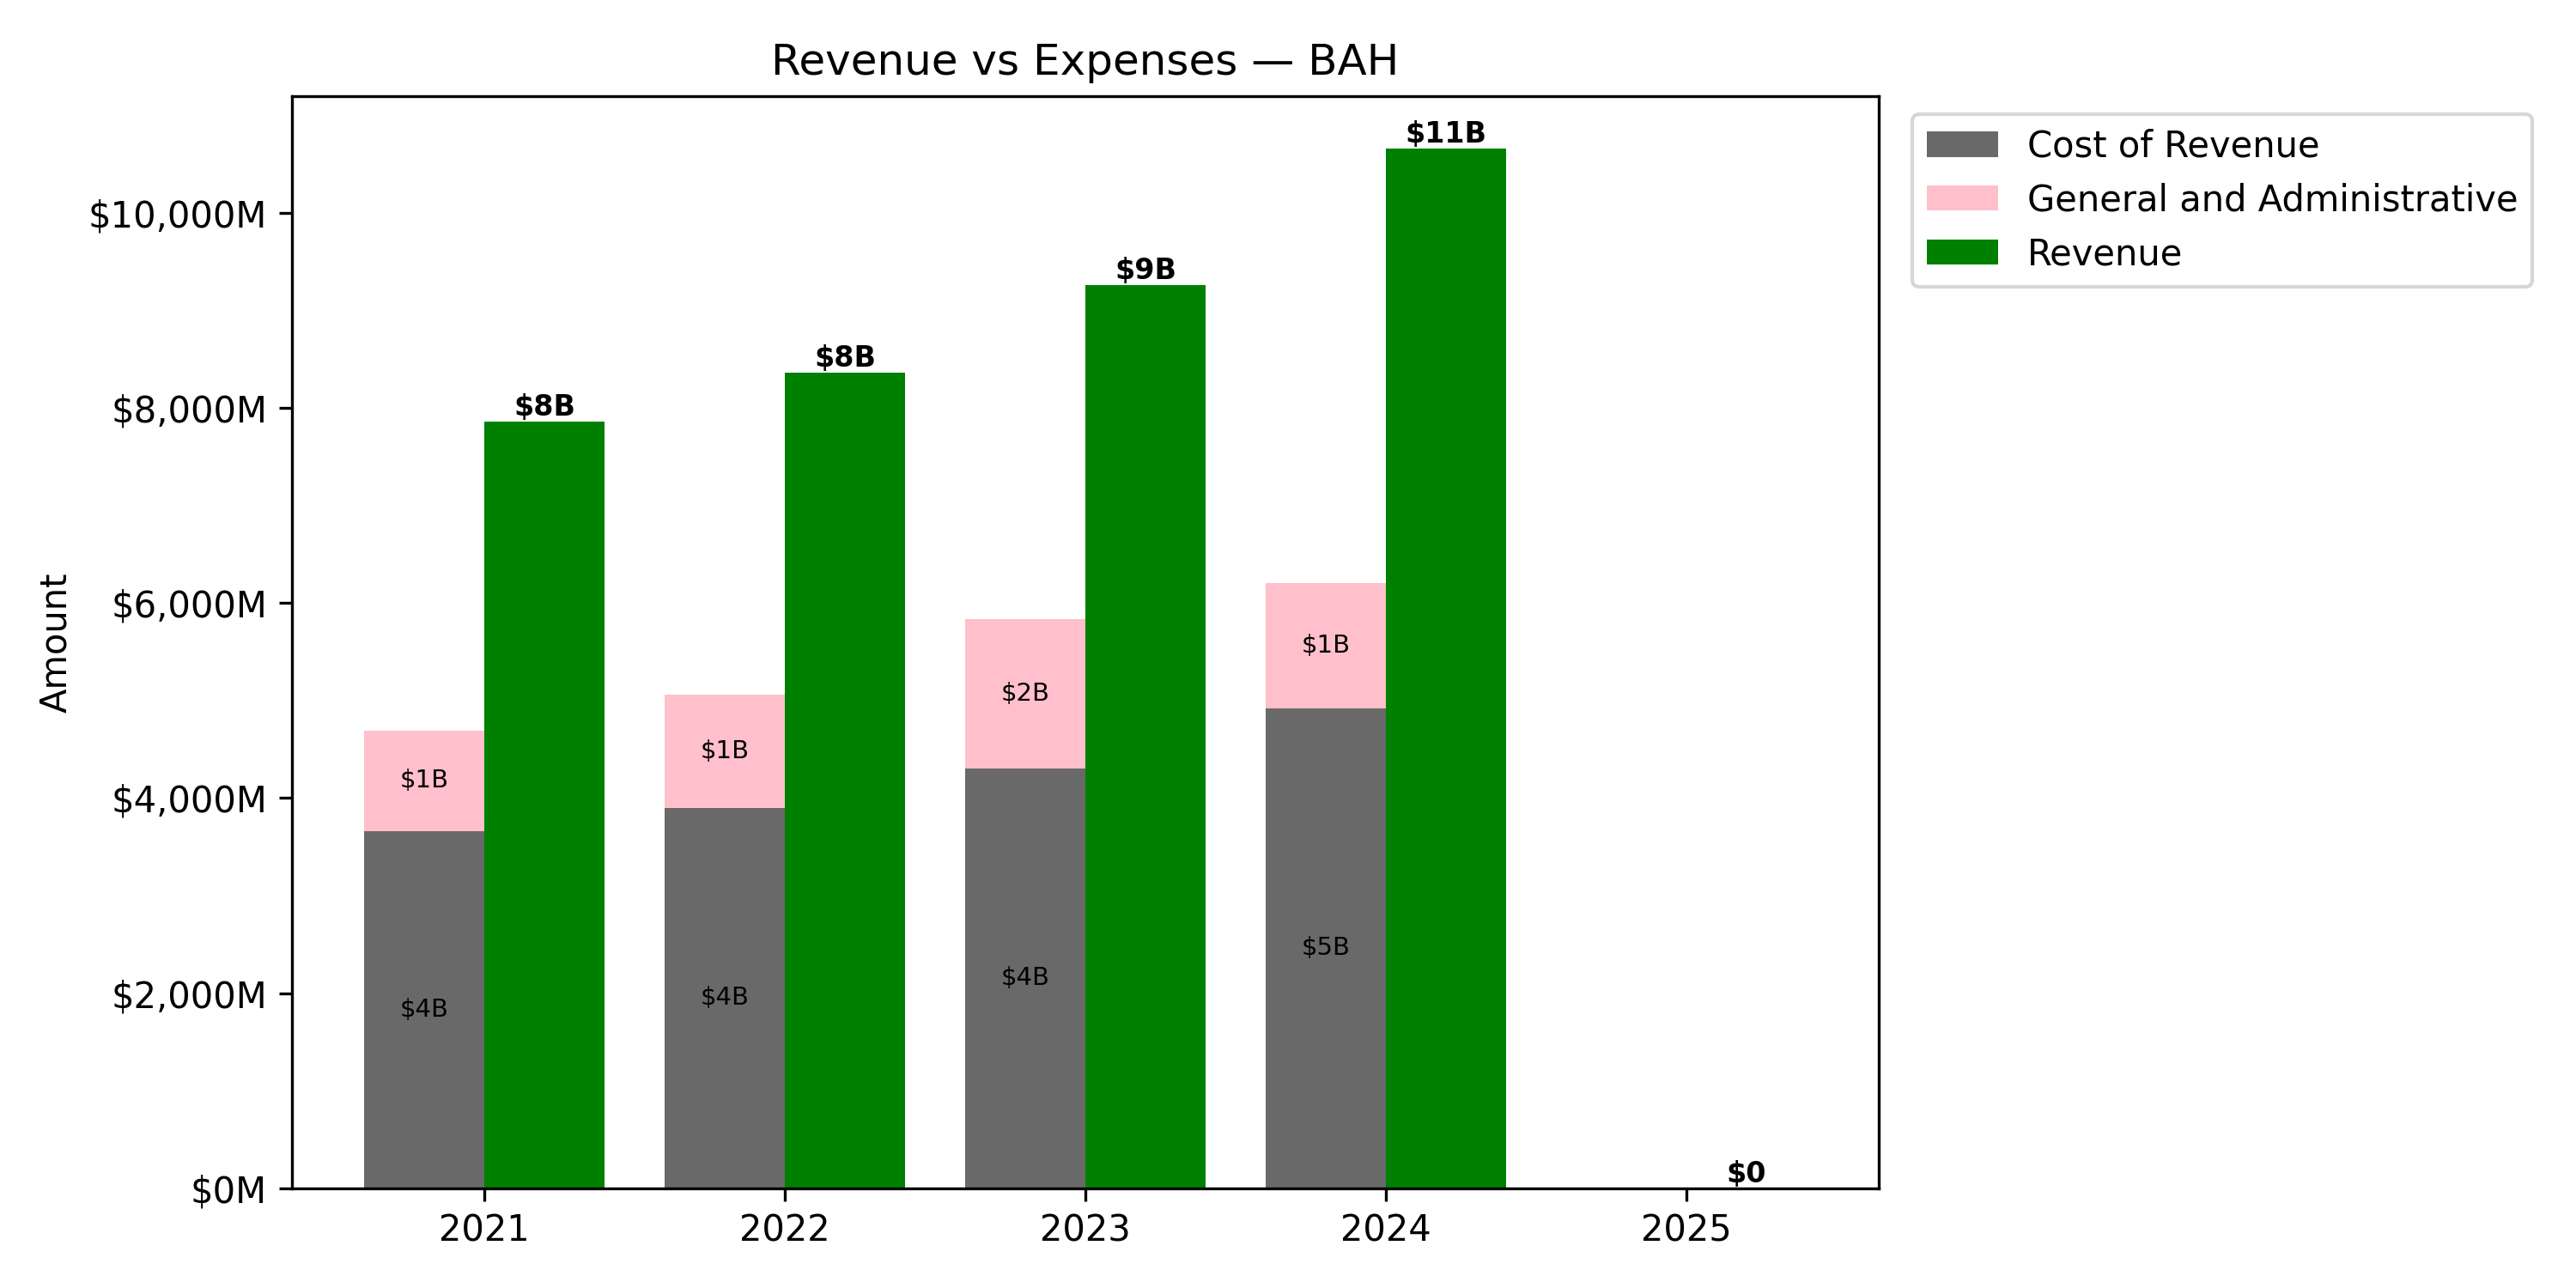 Revenue vs Expenses — BAH
Cost of Revenue
General and Administrative
Revenue
Amount
$10,000M
$8,000M
$6,000M
$4,000M
$2,000M
$0M
$8B
$1B
$4B
$8B
$1B
$4B
$9B
$2B
$4B
$11B
$1B
$5B
$0
2021 2022 2023 2024 2025